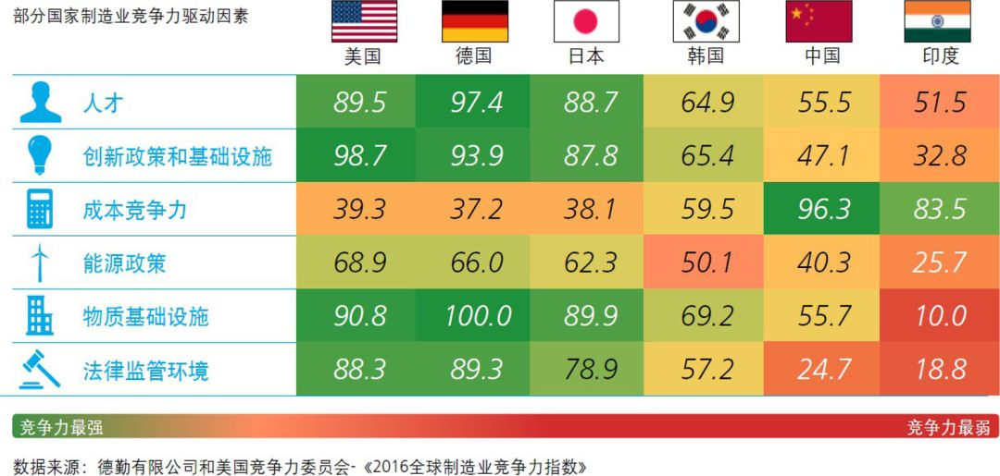 部分国家制造业竞争力驱动因素
美国 德国 日本 韩国 中国 印度
人才 89.5 97.4 88.7 64.9 55.5 51.5
创新政策和基础设施 98.7 93.9 87.8 65.4 47.1 32.8
成本竞争力 39.3 37.2 38.1 59.5 96.3 83.5
能源政策 68.9 66.0 62.3 50.1 40.3 25.7
物质基础设施 90.8 100.0 89.9 69.2 55.7 10.0
法律监管环境 88.3 89.3 78.9 57.2 24.7 18.8
竞争力最强 竞争力最弱
数据来源：德勤有限公司和美国竞争力委员会-《2016全球制造业竞争力指数》